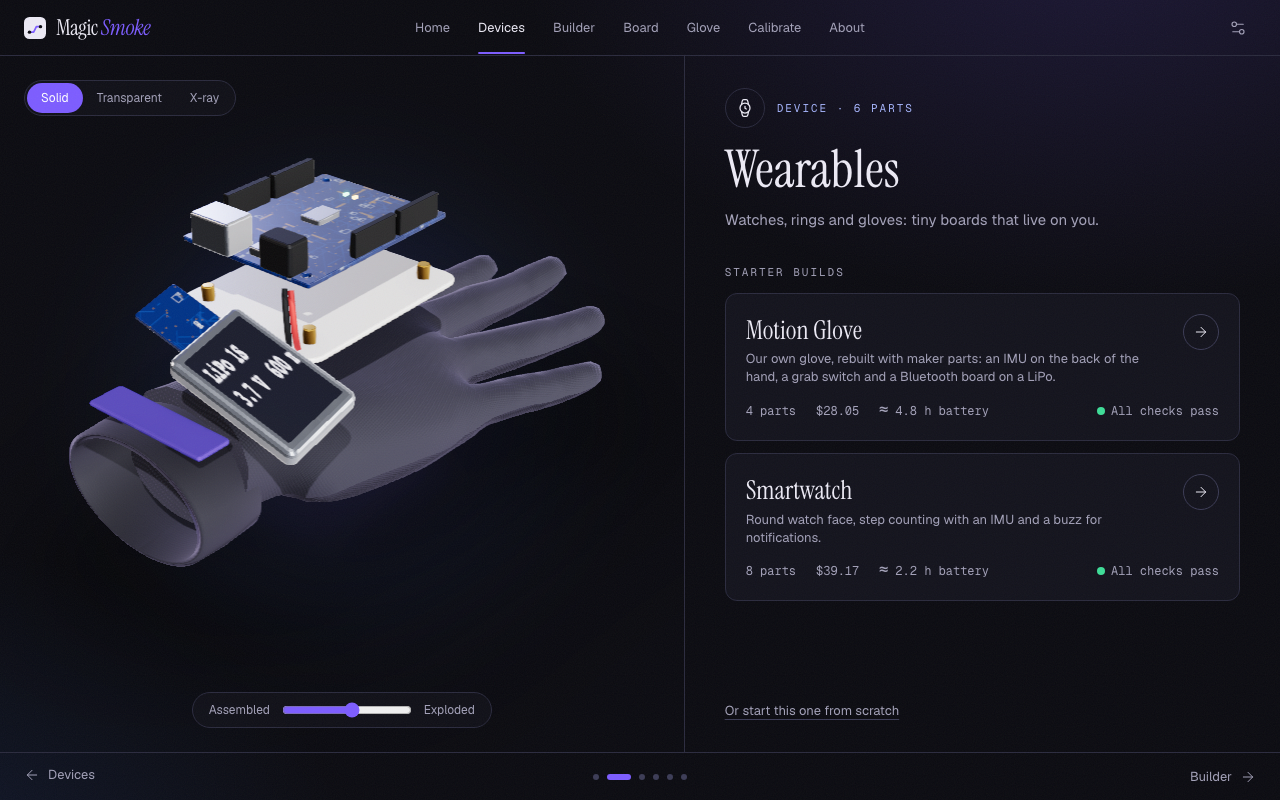 Magic Smoke
Home
Devices
Builder
Board
Glove
Calibrate
About
Solid
Transparent
X-ray
DEVICE · 6 PARTS
Wearables
Watches, rings and gloves: tiny boards that live on you.
STARTER BUILDS
Motion Glove
Our own glove, rebuilt with maker parts: an IMU on the back of the
hand, a grab switch and a Bluetooth board on a LiPo.
4 parts $28.05 ≈ 4.8 h battery All checks pass
Smartwatch
Round watch face, step counting with an IMU and a buzz for
notifications.
8 parts $39.17 ≈ 2.2 h battery All checks pass
Or start this one from scratch
LiPo 1S
3.7 V 600
Assembled
Exploded
Devices
Builder